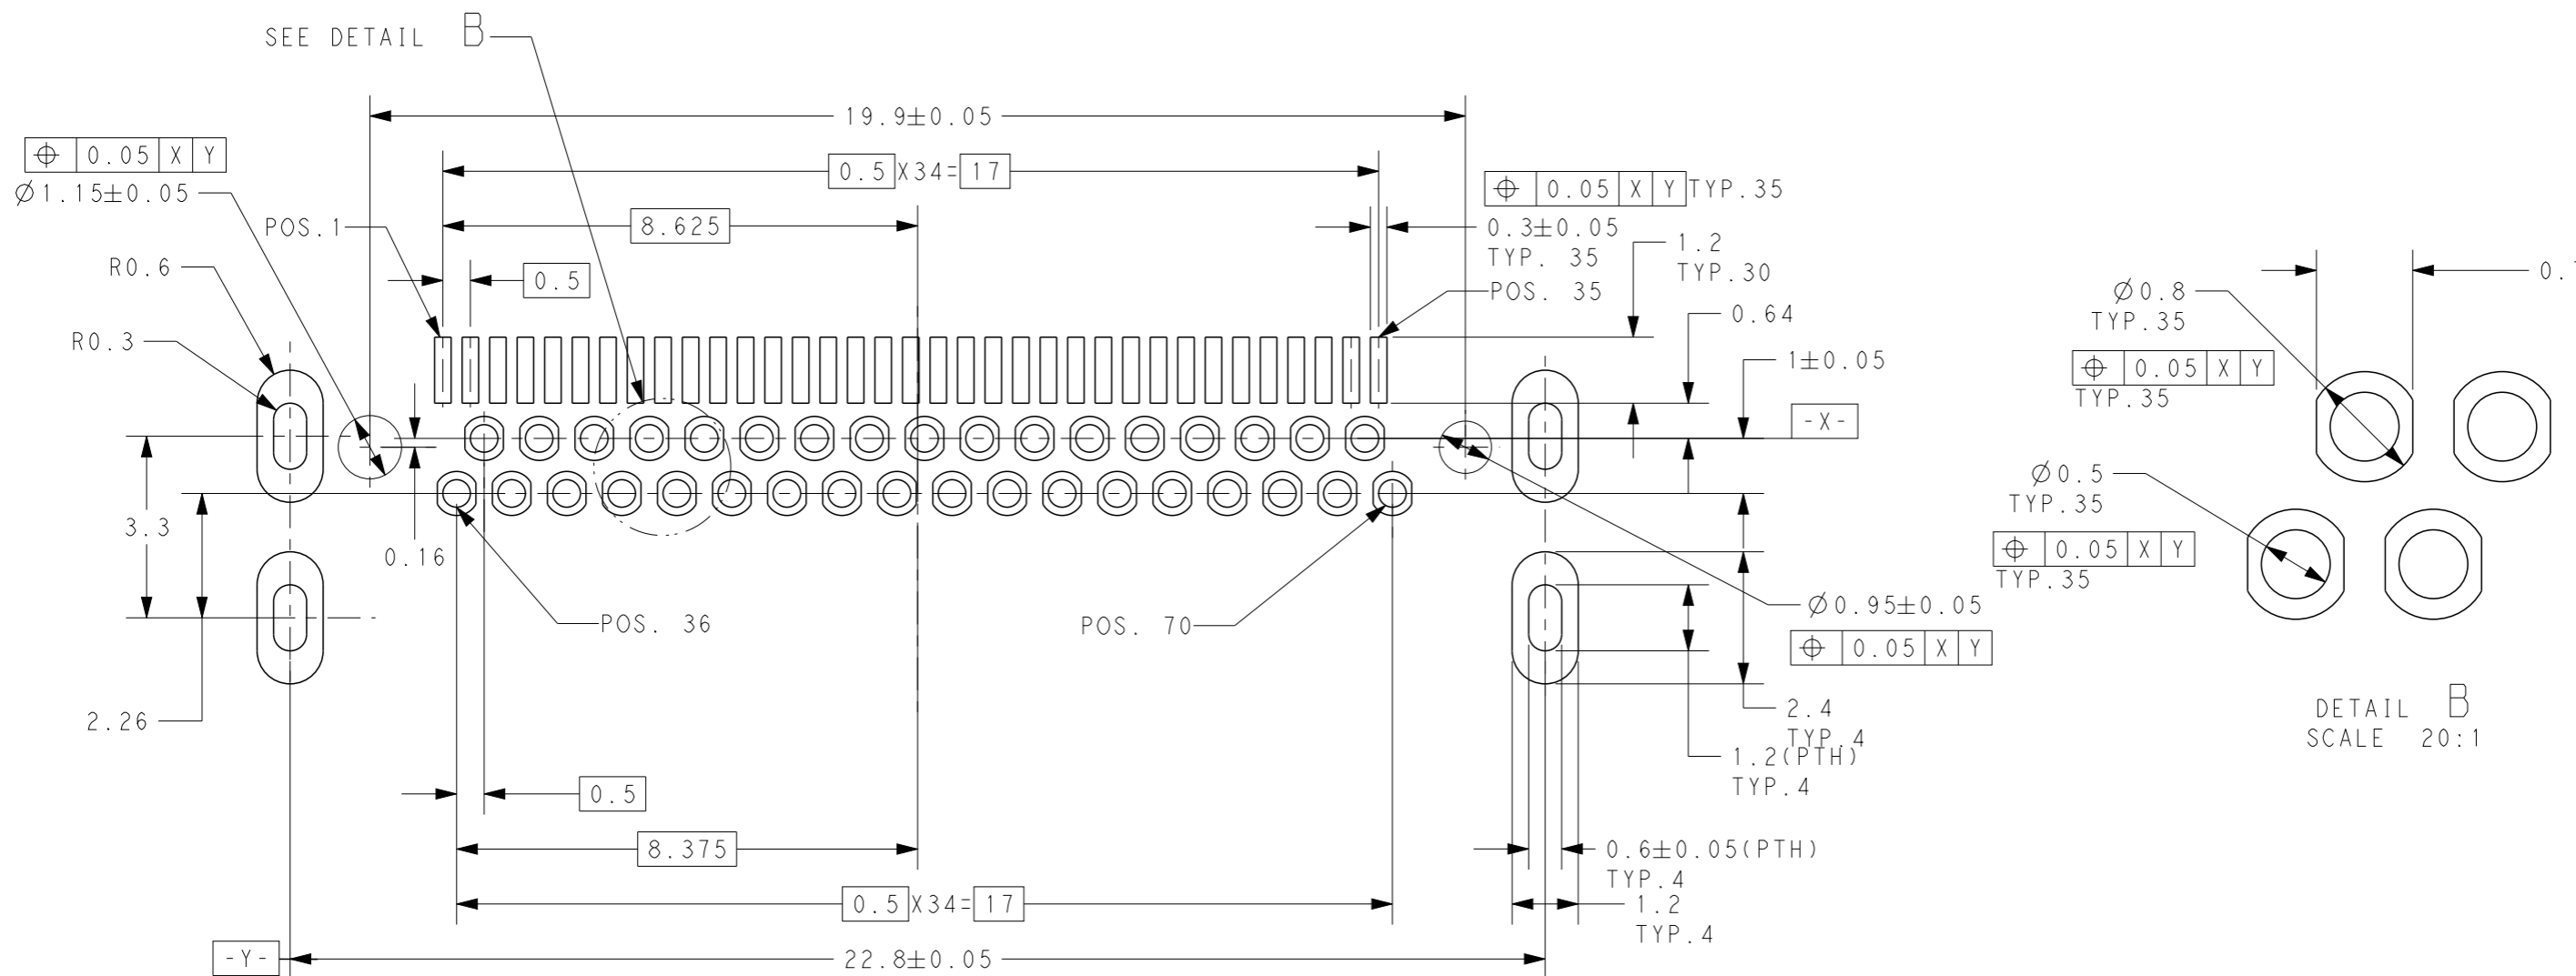 SEE DETAIL B
19.9±0.05
⌖ 0.05 X Y
Ø1.15±0.05
0.5 X34= 17
⌖ 0.05 X Y TYP.35
POS.1
8.625
0.3±0.05
TYP. 35
1.2
TYP.30
R0.6
0.5
POS. 35
0.64
R0.3
1±0.05
-X-
3.3
0.16
2.26
POS. 36
POS. 70
Ø0.95±0.05
⌖ 0.05 X Y
2.4
TYP.4
1.2(PTH)
TYP.4
0.5
8.375
0.6±0.05(PTH)
TYP.4
0.5 X34= 17
1.2
TYP.4
-Y-
22.8±0.05
Ø0.8
TYP.35
⌖ 0.05 X Y
TYP.35
Ø0.5
TYP.35
⌖ 0.05 X Y
TYP.35
DETAIL B
SCALE 20:1